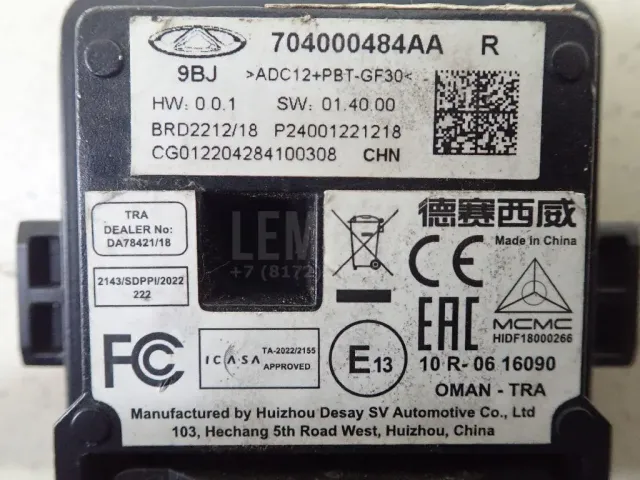 704000484AA R
9BJ >ADC12+PBT-GF30<
HW: 0 0.1 SW: 01.40.00
BRD2212/18 P24001221218
CG012204284100308 CHN
TRA
DEALER No:
DA78421/18
2143/SDPPI/2022
222
LEM
+7 (8172
德赛西威
Made in China
CE
EAC
MCMC
HIDF18000266
FC
ICASA TA-2022/2155
APPROVED
E13
10 R- 06 16090
OMAN - TRA
Manufactured by Huizhou Desay SV Automotive Co., Ltd
103, Hechang 5th Road West, Huizhou, China